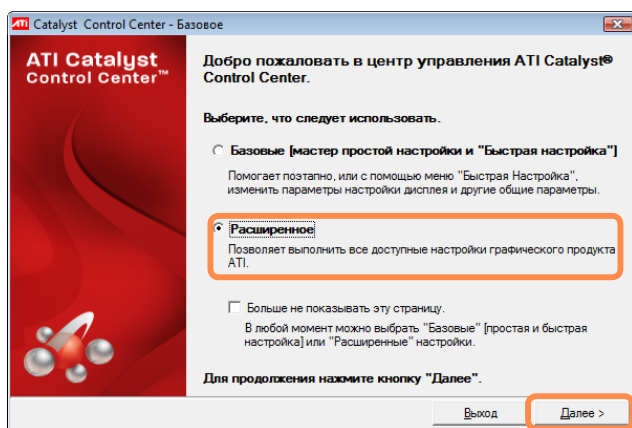 ATI Catalyst Control Center - Базовое
ATI Catalyst
Control Center™
Добро пожаловать в центр управления ATI Catalyst®
Control Center.
Выберите, что следует использовать.
Базовые [мастер простой настройки и "Быстрая настройка"]
Помогает поэтапно, или с помощью меню "Быстрая Настройка",
изменить параметры настройки дисплея и другие общие параметры.
Расширенное
Позволяет выполнить все доступные настройки графического продукта
ATI.
Больше не показывать эту страницу.
В любой момент можно выбрать "Базовые" [простая и быстрая
настройка] или "Расширенные" настройки.
Для продолжения нажмите кнопку "Далее".
Выход
Далее >